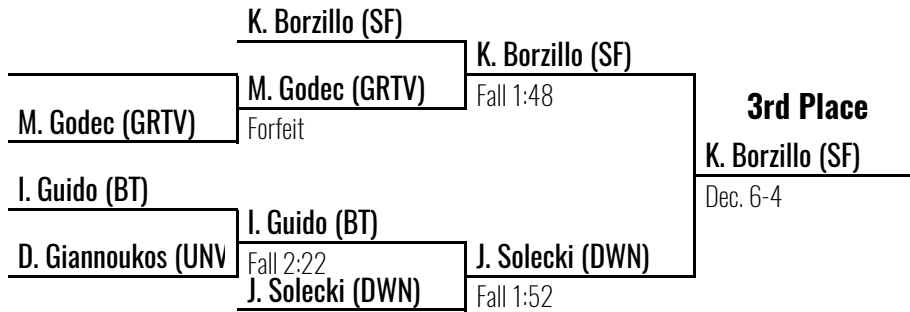 K. Borzillo (SF)
K. Borzillo (SF)
M. Godec (GRTV)
Fall 1:48
3rd Place
M. Godec (GRTV)
Forfeit
K. Borzillo (SF)
I. Guido (BT)
Dec. 6-4
I. Guido (BT)
D. Giannoukos (UNV
Fall 2:22
J. Solecki (DWN)
J. Solecki (DWN)
Fall 1:52